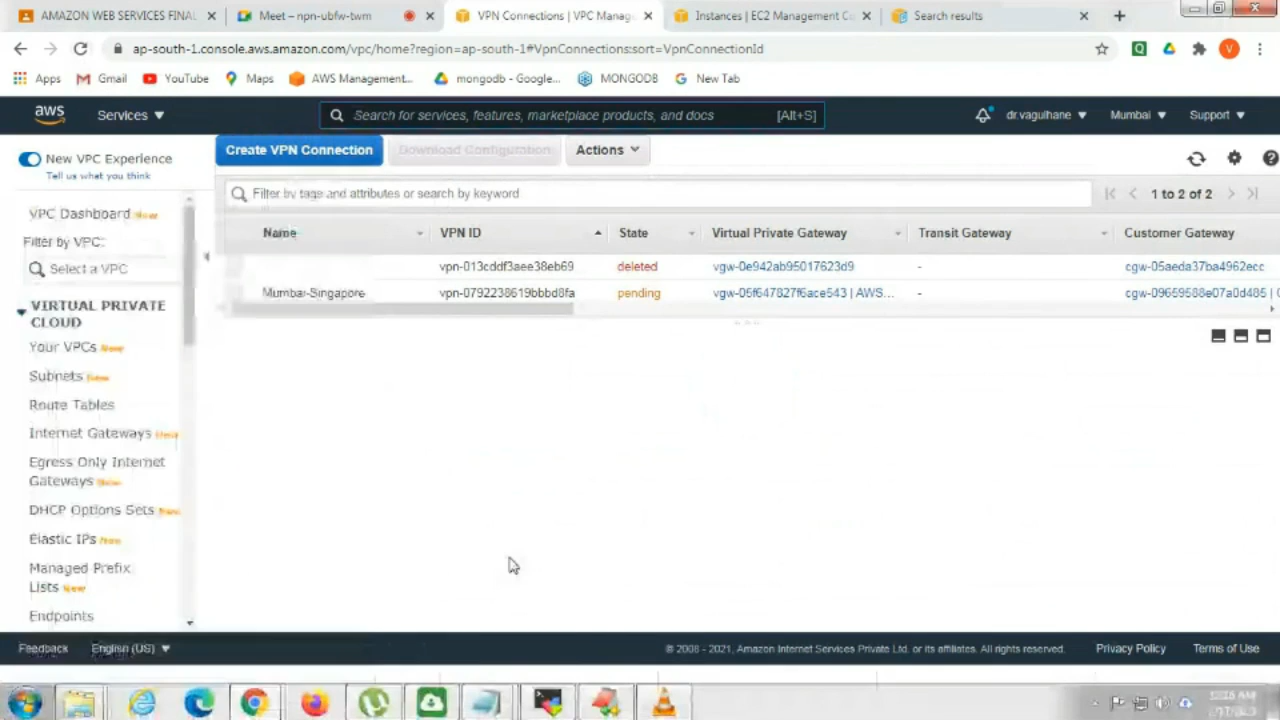 AMAZON WEB SERVICES FINAL
Meet – npn-ubfw-twm
VPN Connections | VPC Manag
Instances | EC2 Management C
Search results
ap-south-1.console.aws.amazon.com/vpc/home?region=ap-south-1#VpnConnections:sort=VpnConnectionId
Q
V
Apps
Gmail
YouTube
Maps
AWS Management...
mongodb - Google...
MONGODB
New Tab
aws
Services
Search for services, features, marketplace products, and docs
[Alt+S]
dr.vagulhane
Mumbai
Support
New VPC Experience
Tell us what you think
Create VPN Connection
Download Configuration
Actions
Filter by tags and attributes or search by keyword
1 to 2 of 2
Name
VPN ID
State
Virtual Private Gateway
Transit Gateway
Customer Gateway
vpn-013cddf3aee38eb69
deleted
vgw-0e942ab95017623d9
-
cgw-05aeda37ba4962ecc
Mumbai-Singapore
vpn-0792238619bbbd8fa
pending
vgw-05f647827f6ace543 | AWS...
-
cgw-09659588e07a0d485 |
VPC Dashboard New
Filter by VPC:
Select a VPC
VIRTUAL PRIVATE
CLOUD
Your VPCs New
Subnets New
Route Tables
Internet Gateways New
Egress Only Internet
Gateways New
DHCP Options Sets New
Elastic IPs New
Managed Prefix
Lists New
Endpoints
Feedback
English (US)
© 2008 - 2021, Amazon Internet Services Private Ltd. or its affiliates. All rights reserved.
Privacy Policy
Terms of Use